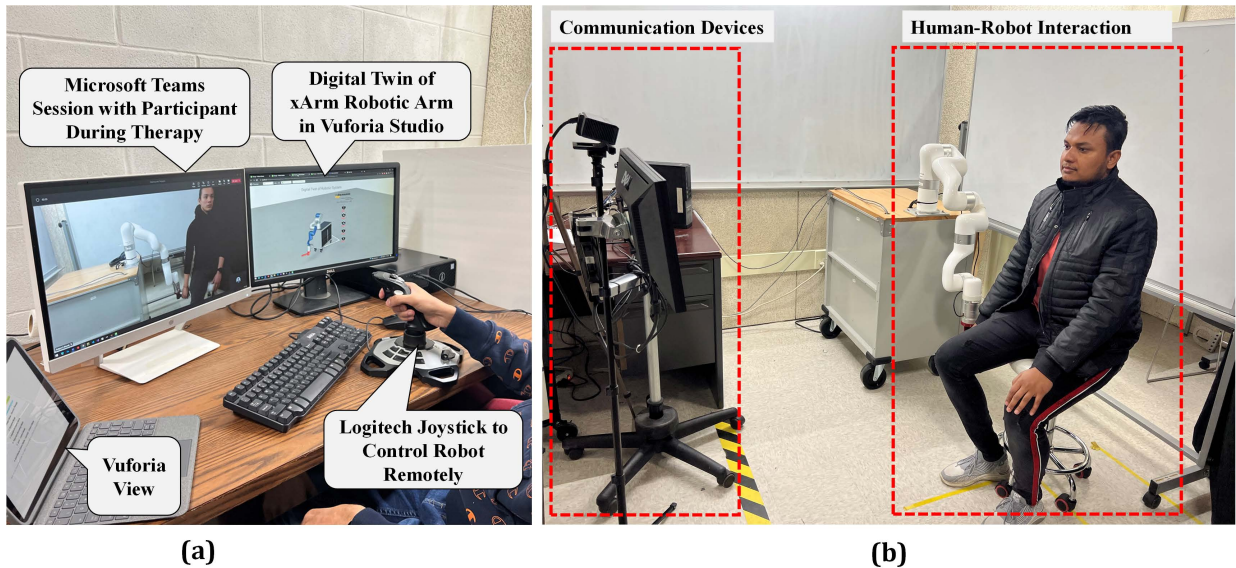 Microsoft Teams
Session with Participant
During Therapy
Digital Twin of
xArm Robotic Arm
in Vuforia Studio
Vuforia
View
Logitech Joystick to
Control Robot
Remotely
DELL
(a)
Communication Devices
Human-Robot Interaction
(b)